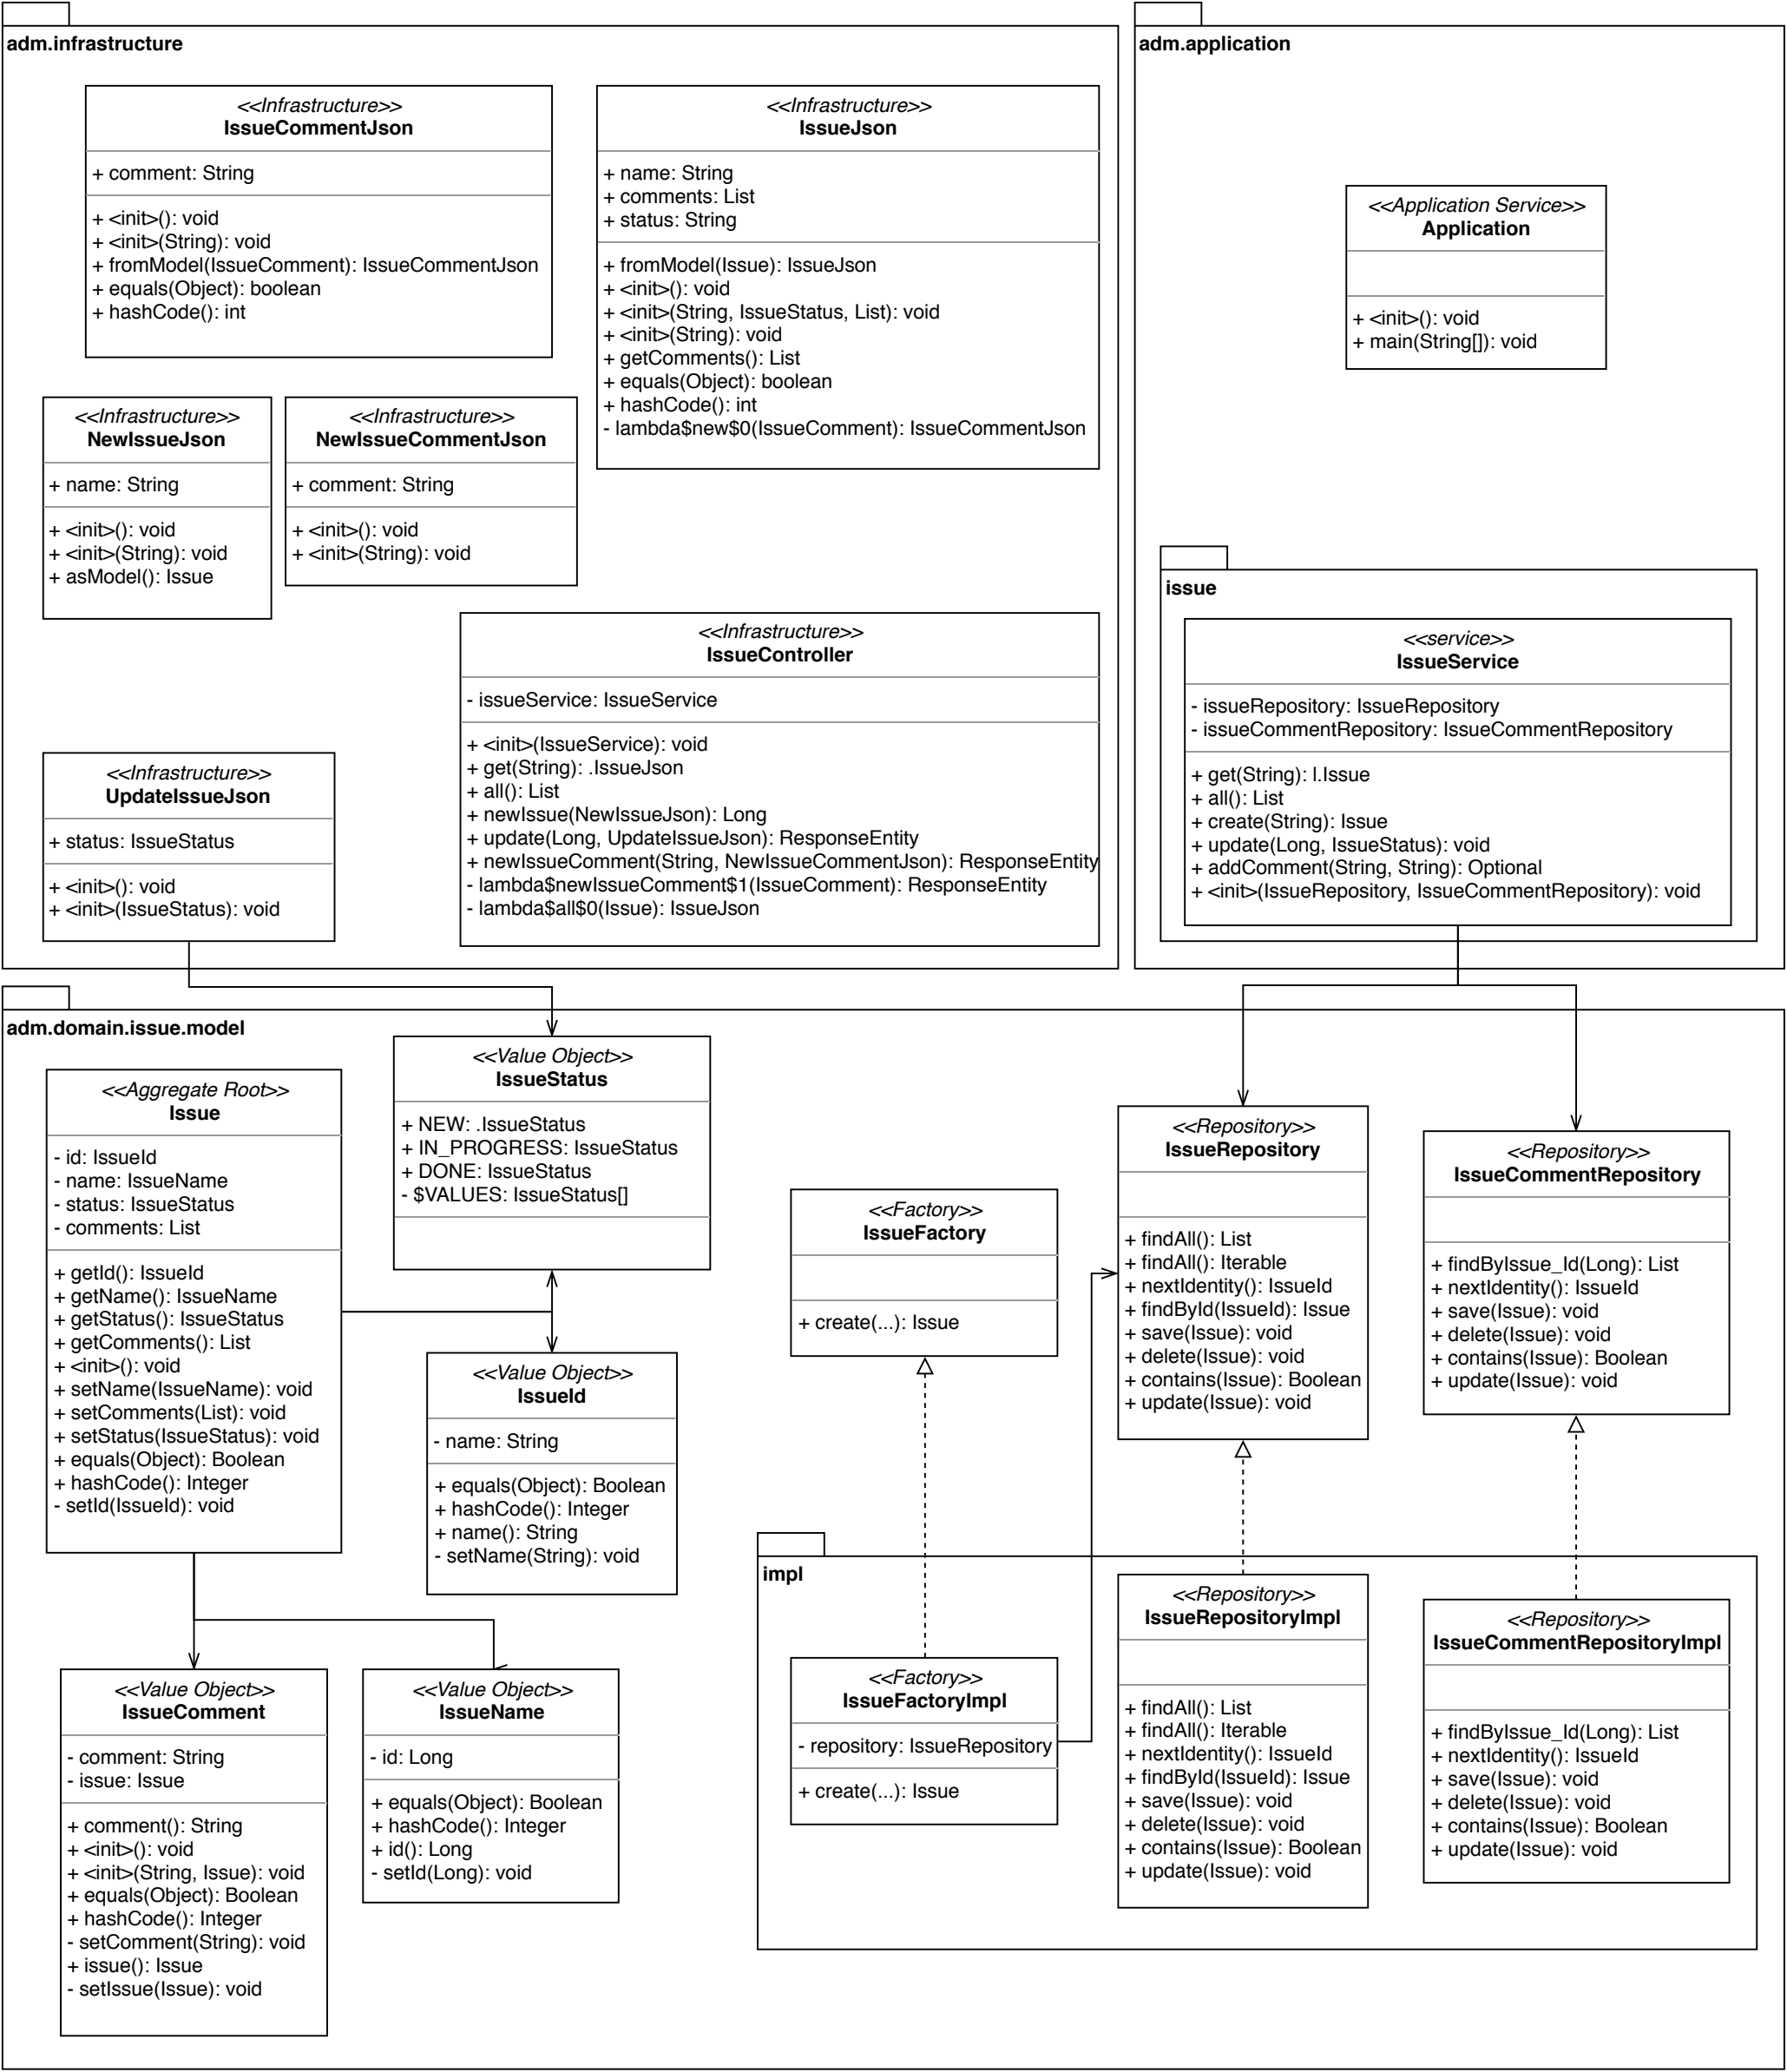 adm.infrastructure
<<Infrastructure>>
IssueCommentJson
+ comment: String
+ <init>(): void
+ <init>(String): void
+ fromModel(IssueComment): IssueCommentJson
+ equals(Object): boolean
+ hashCode(): int
<<Infrastructure>>
IssueJson
+ name: String
+ comments: List
+ status: String
+ fromModel(Issue): IssueJson
+ <init>(): void
+ <init>(String, IssueStatus, List): void
+ <init>(String): void
+ getComments(): List
+ equals(Object): boolean
+ hashCode(): int
- lambda$new$0(IssueComment): IssueCommentJson
<<Infrastructure>>
NewIssueJson
+ name: String
+ <init>(): void
+ <init>(String): void
+ asModel(): Issue
<<Infrastructure>>
NewIssueCommentJson
+ comment: String
+ <init>(): void
+ <init>(String): void
<<Infrastructure>>
IssueController
- issueService: IssueService
+ <init>(IssueService): void
+ get(String): .IssueJson
+ all(): List
+ newIssue(NewIssueJson): Long
+ update(Long, UpdateIssueJson): ResponseEntity
+ newIssueComment(String, NewIssueCommentJson): ResponseEntity
- lambda$newIssueComment$1(IssueComment): ResponseEntity
- lambda$all$0(Issue): IssueJson
<<Infrastructure>>
UpdateIssueJson
+ status: IssueStatus
+ <init>(): void
+ <init>(IssueStatus): void
adm.application
<<Application Service>>
Application
+ <init>(): void
+ main(String[]): void
issue
<<service>>
IssueService
- issueRepository: IssueRepository
- issueCommentRepository: IssueCommentRepository
+ get(String): l.Issue
+ all(): List
+ create(String): Issue
+ update(Long, IssueStatus): void
+ addComment(String, String): Optional
+ <init>(IssueRepository, IssueCommentRepository): void
adm.domain.issue.model
<<Aggregate Root>>
Issue
- id: IssueId
- name: IssueName
- status: IssueStatus
- comments: List
+ getId(): IssueId
+ getName(): IssueName
+ getStatus(): IssueStatus
+ getComments(): List
+ <init>(): void
+ setName(IssueName): void
+ setComments(List): void
+ setStatus(IssueStatus): void
+ equals(Object): Boolean
+ hashCode(): Integer
- setId(IssueId): void
<<Value Object>>
IssueStatus
+ NEW: .IssueStatus
+ IN_PROGRESS: IssueStatus
+ DONE: IssueStatus
- $VALUES: IssueStatus[]
<<Value Object>>
IssueId
- name: String
+ equals(Object): Boolean
+ hashCode(): Integer
+ name(): String
- setName(String): void
<<Value Object>>
IssueComment
- comment: String
- issue: Issue
+ comment(): String
+ <init>(): void
+ <init>(String, Issue): void
+ equals(Object): Boolean
+ hashCode(): Integer
- setComment(String): void
+ issue(): Issue
- setIssue(Issue): void
<<Value Object>>
IssueName
- id: Long
+ equals(Object): Boolean
+ hashCode(): Integer
+ id(): Long
- setId(Long): void
<<Factory>>
IssueFactory
+ create(...): Issue
<<Repository>>
IssueRepository
+ findAll(): List
+ findAll(): Iterable
+ nextIdentity(): IssueId
+ findById(IssueId): Issue
+ save(Issue): void
+ delete(Issue): void
+ contains(Issue): Boolean
+ update(Issue): void
<<Repository>>
IssueCommentRepository
+ findByIssue_Id(Long): List
+ nextIdentity(): IssueId
+ save(Issue): void
+ delete(Issue): void
+ contains(Issue): Boolean
+ update(Issue): void
impl
<<Factory>>
IssueFactoryImpl
- repository: IssueRepository
+ create(...): Issue
<<Repository>>
IssueRepositoryImpl
+ findAll(): List
+ findAll(): Iterable
+ nextIdentity(): IssueId
+ findById(IssueId): Issue
+ save(Issue): void
+ delete(Issue): void
+ contains(Issue): Boolean
+ update(Issue): void
<<Repository>>
IssueCommentRepositoryImpl
+ findByIssue_Id(Long): List
+ nextIdentity(): IssueId
+ save(Issue): void
+ delete(Issue): void
+ contains(Issue): Boolean
+ update(Issue): void